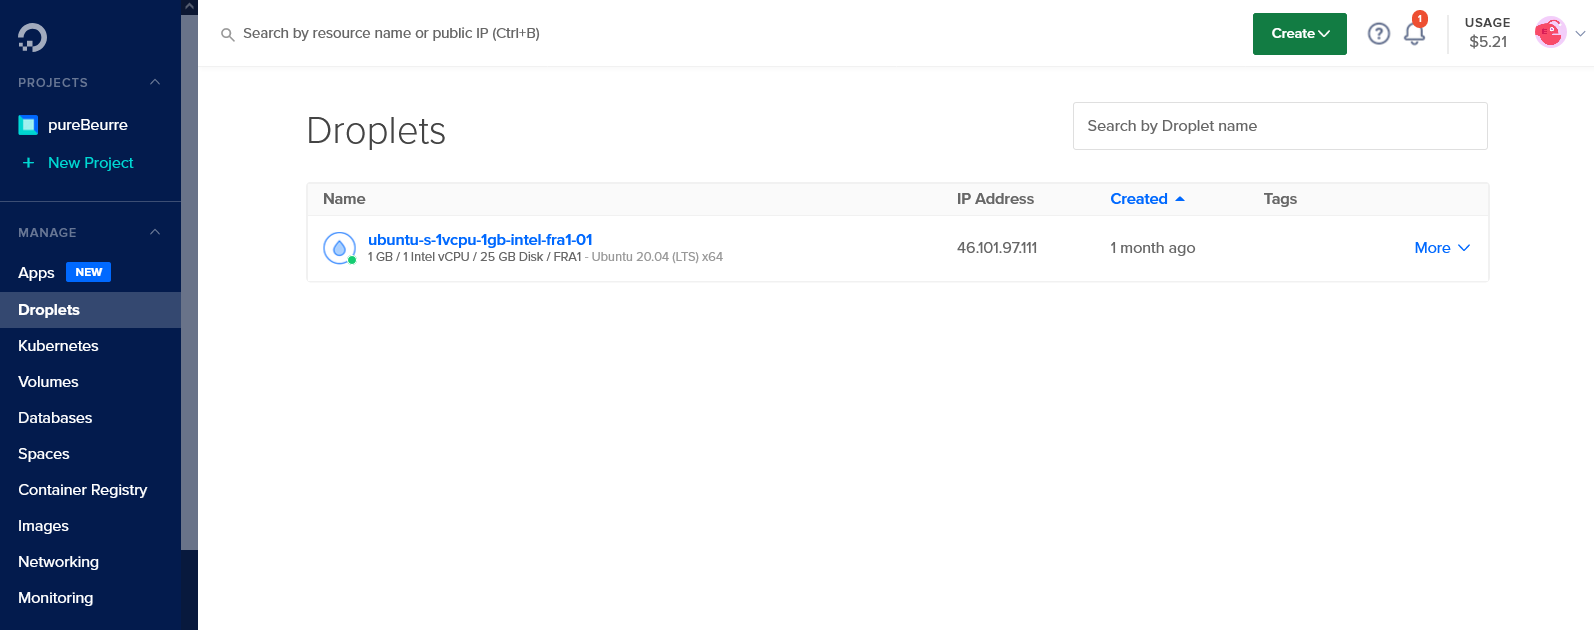 Search by resource name or public IP (Ctrl+B)
Create
?
1
USAGE
$5.21
PROJECTS
pureBeurre
+ New Project
MANAGE
Apps NEW
Droplets
Kubernetes
Volumes
Databases
Spaces
Container Registry
Images
Networking
Monitoring
Droplets
Search by Droplet name
Name IP Address Created Tags
ubuntu-s-1vcpu-1gb-intel-fra1-01
1 GB / 1 Intel vCPU / 25 GB Disk / FRA1 - Ubuntu 20.04 (LTS) x64
46.101.97.111 1 month ago More